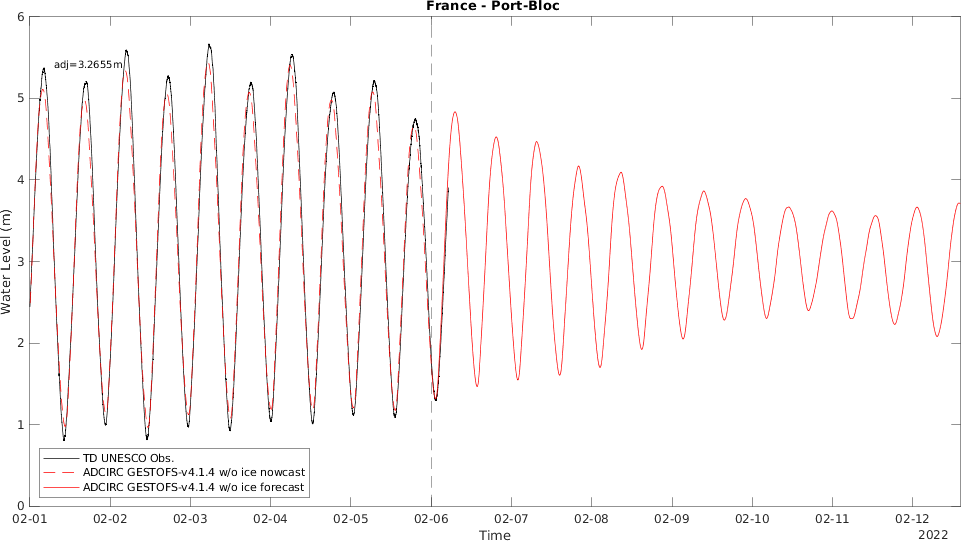 France - Port-Bloc
6
adj=3.2655m
5
4
3
2
1
0
Water Level (m)
TD UNESCO Obs.
ADCIRC GESTOFS-v4.1.4 w/o ice nowcast
ADCIRC GESTOFS-v4.1.4 w/o ice forecast
02-01 02-02 02-03 02-04 02-05 02-06 02-07 02-08 02-09 02-10 02-11 02-12
Time
2022